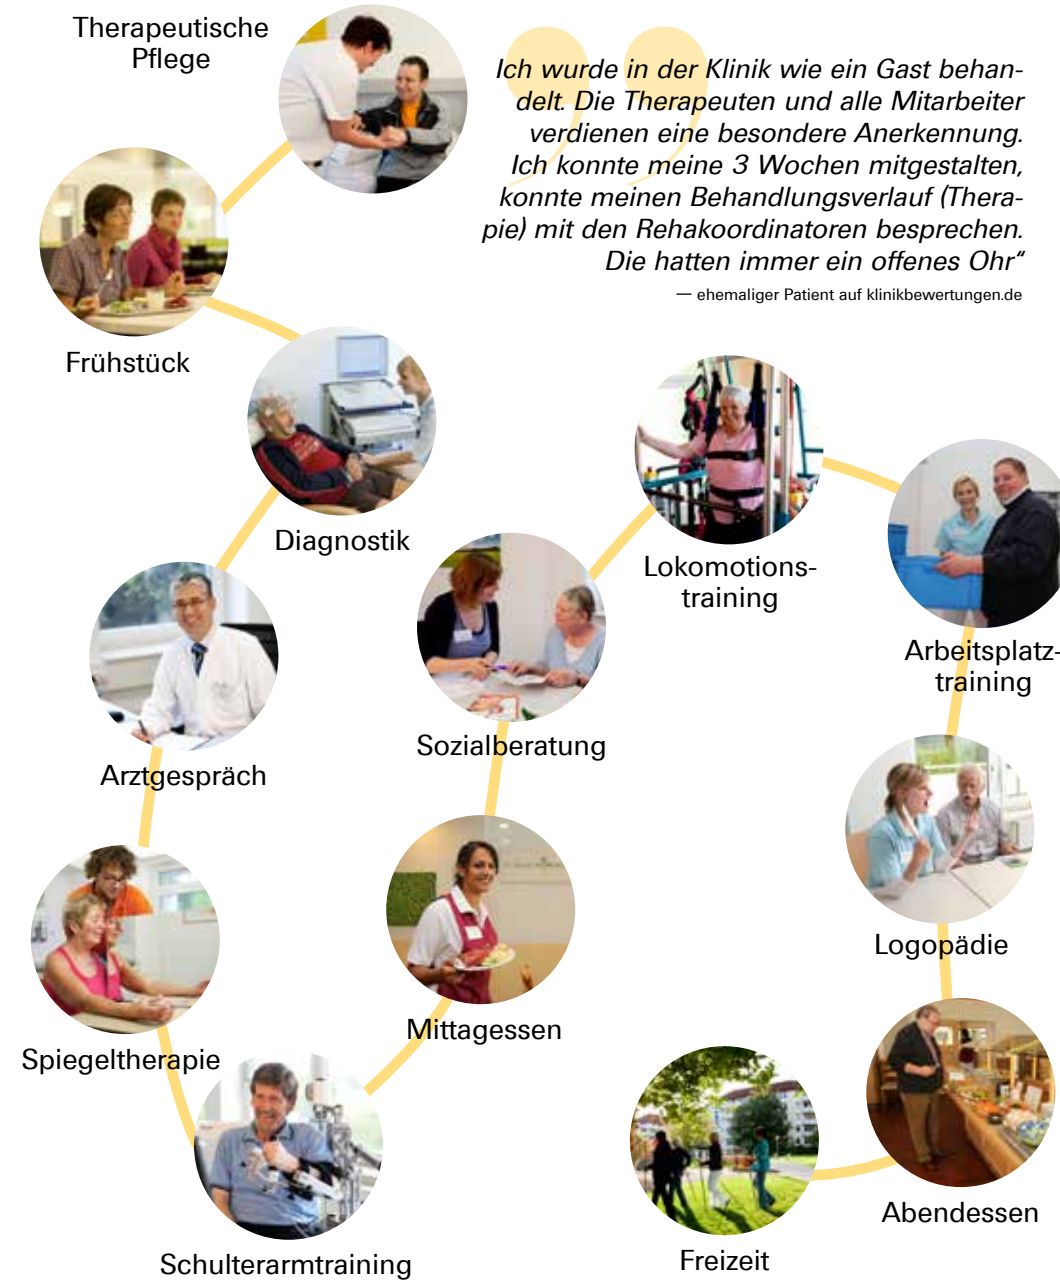 Therapeutische
Pflege
Ich wurde in der Klinik wie ein Gast behan-
delt. Die Therapeuten und alle Mitarbeiter
verdienen eine besondere Anerkennung.
Ich konnte meine 3 Wochen mitgestalten,
konnte meinen Behandlungsverlauf (Thera-
pie) mit den Rehakoordinatoren besprechen.
Die hatten immer ein offenes Ohr“
— ehemaliger Patient auf klinikbewertungen.de
Frühstück
Diagnostik
Arztgespräch
Spiegeltherapie
Schulterarmtraining
Mittagessen
Sozialberatung
Lokomotions-
training
Arbeitsplatz-
training
Logopädie
Abendessen
Freizeit